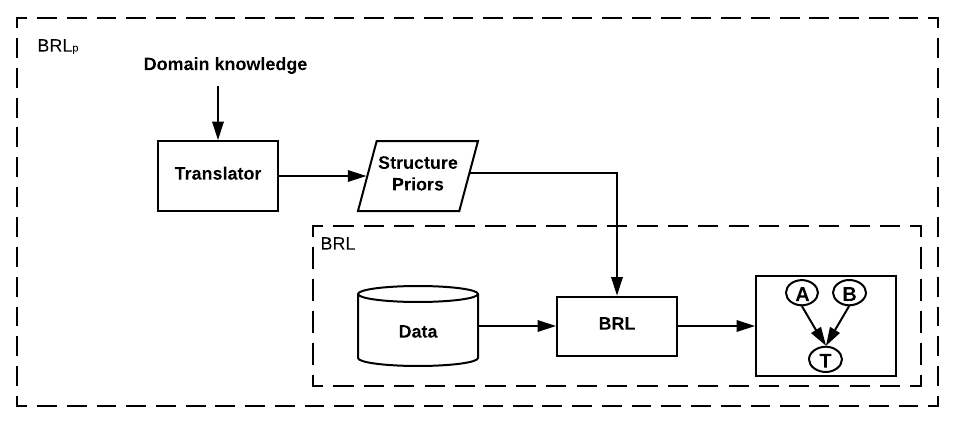 BRLp
Domain knowledge
Translator
Structure
Priors
BRL
Data
BRL
A B
T